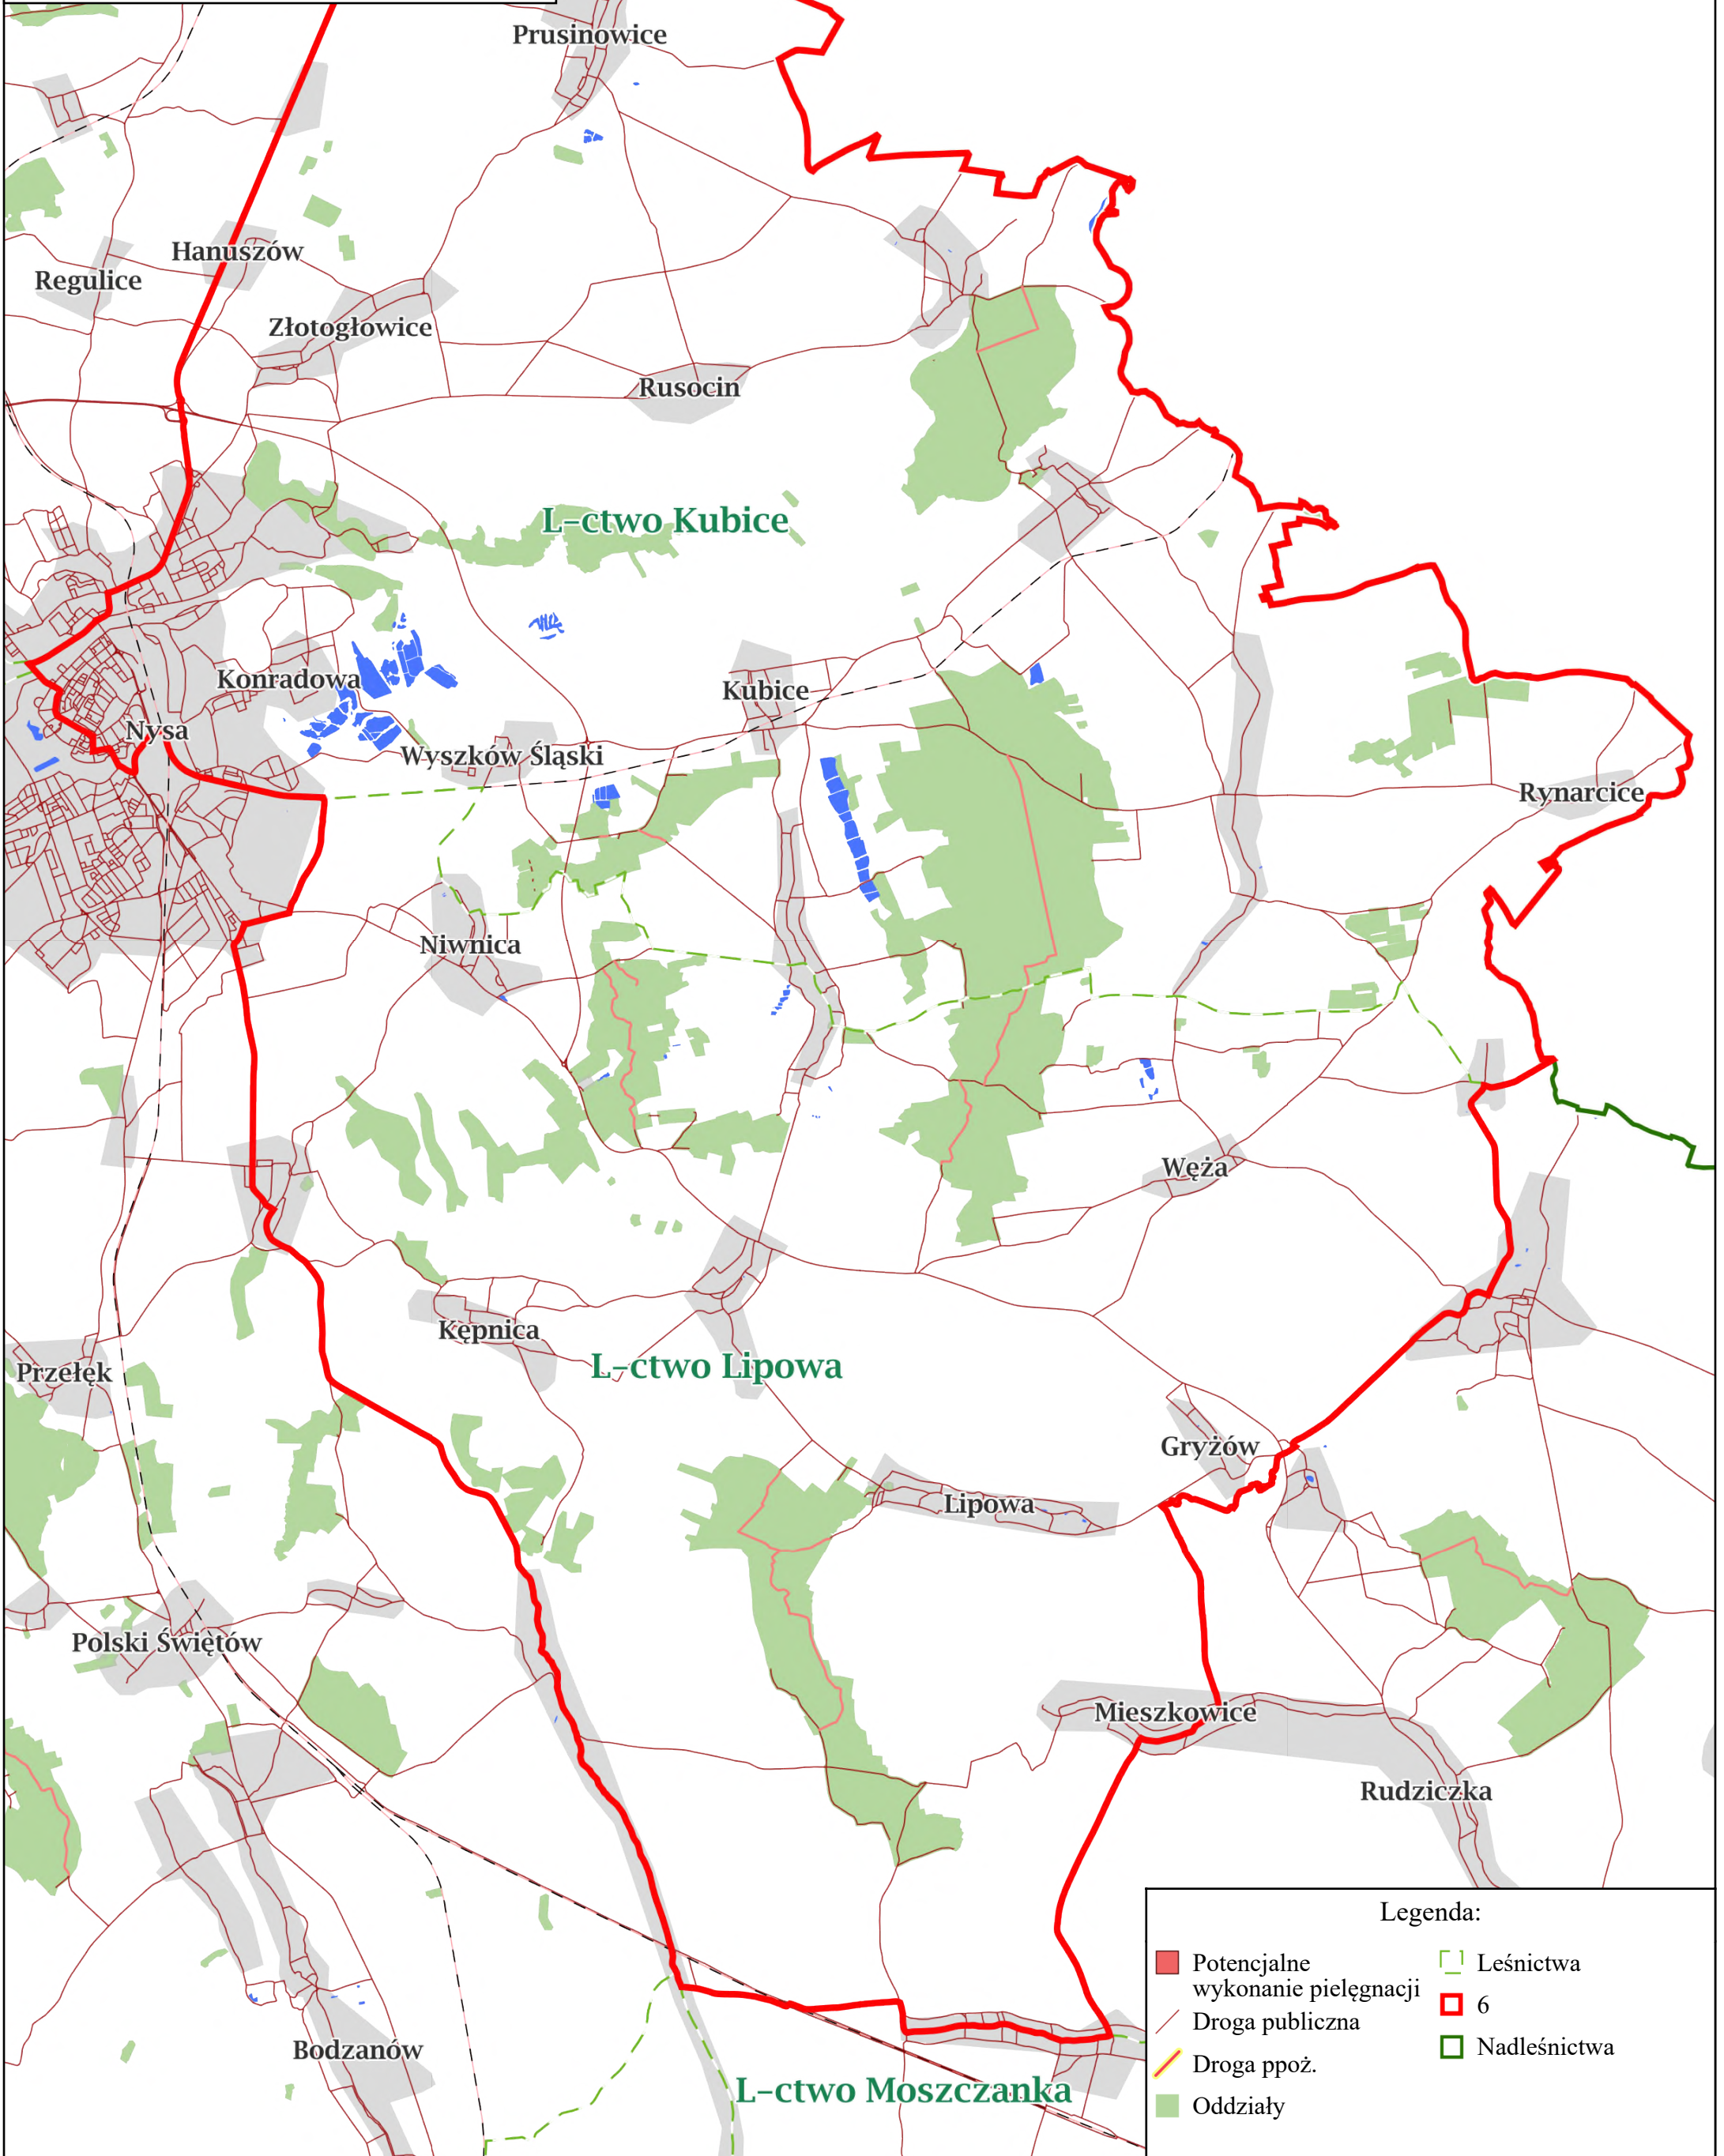 Prusinowice
Hanuszów
Regulice
Złotogłowice
Rusocin
L-ctwo Kubice
Konradowa
Kubice
Nysa
Wyszków Śląski
Rynarcice
Niwnica
Węża
Kępnica
L-ctwo Lipowa
Przełęk
Gryżów
Lipowa
Polski Świętów
Mieszkowice
Rudziczka
Bodzanów
L-ctwo Moszczanka
Legenda:
Potencjalne
wykonanie pielęgnacji
Droga publiczna
Droga ppoż.
Oddziały
Leśnictwa
6
Nadleśnictwa